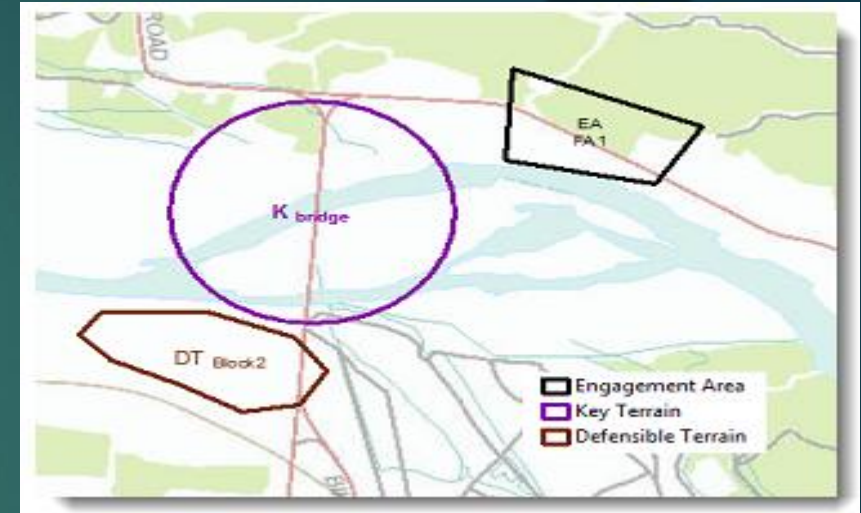 ROAD
EA
FA 1
K bridge
DT Block2
Engagement Area
Key Terrain
Defensible Terrain